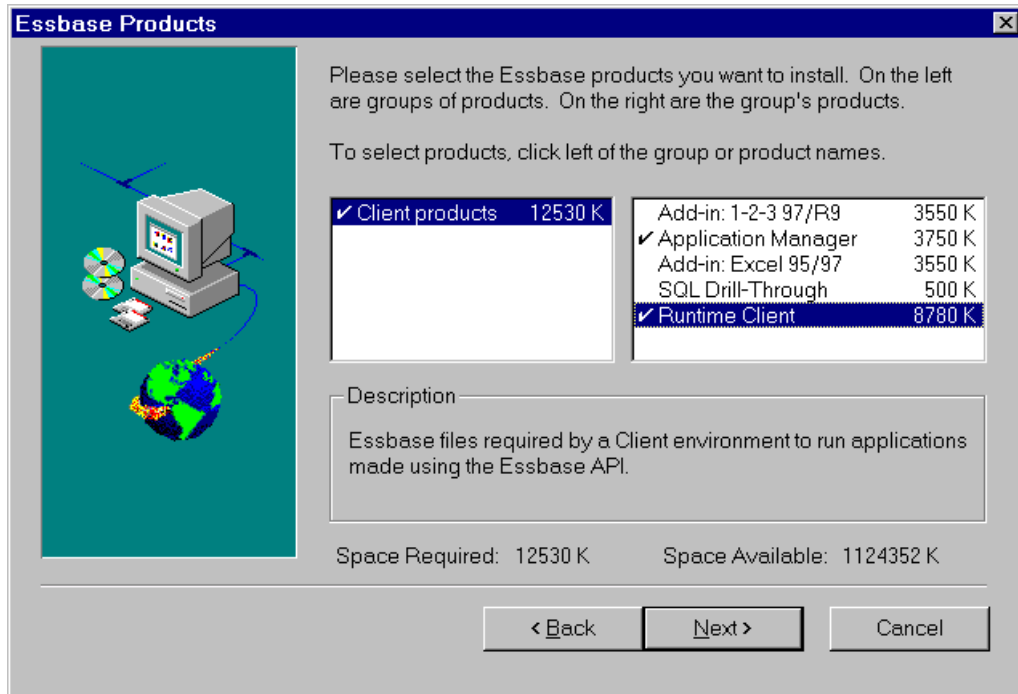 Essbase Products
Please select the Essbase products you want to install. On the left
are groups of products. On the right are the group's products.
To select products, click left of the group or product names.
✓ Client products 12530 K
Add-in: 1-2-3 97/R9 3550 K
✓ Application Manager 3750 K
Add-in: Excel 95/97 3550 K
SQL Drill-Through 500 K
✓ Runtime Client 8780 K
Description
Essbase files required by a Client environment to run applications
made using the Essbase API.
Space Required: 12530 K Space Available: 1124352 K
< Back Next > Cancel